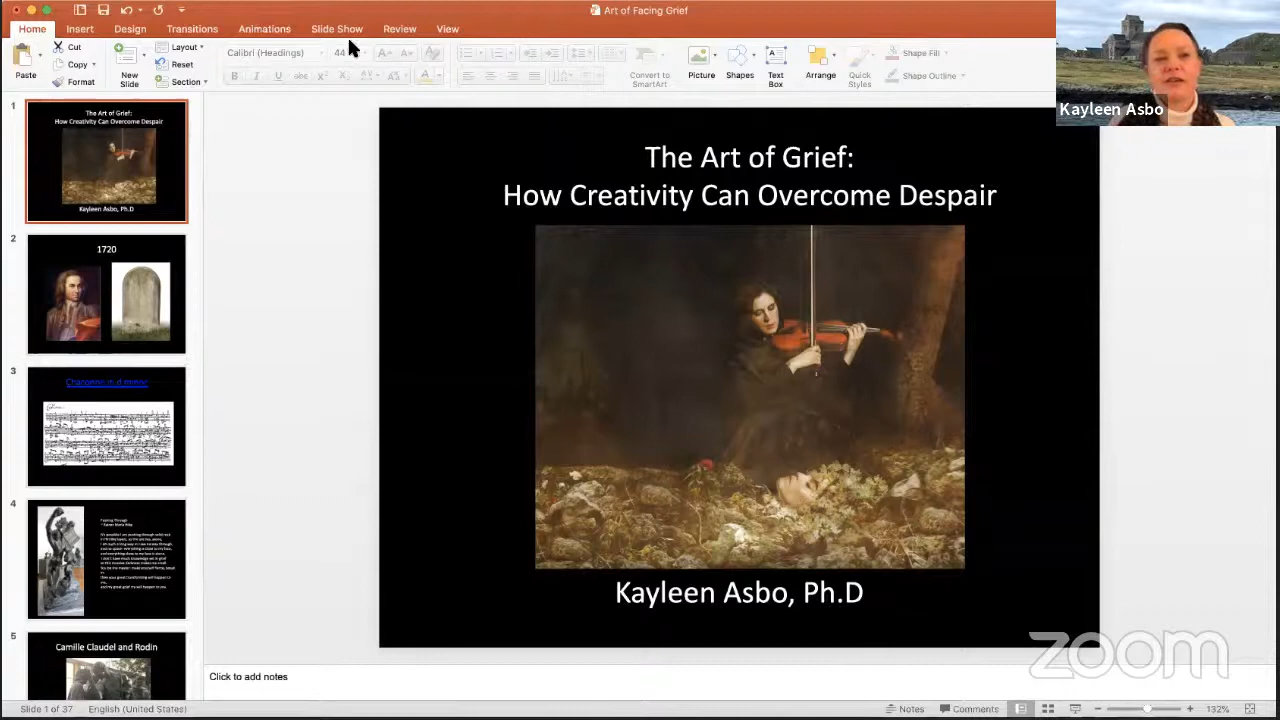 Art of Facing Grief
Home Insert Design Transitions Animations Slide Show Review View
Paste
Cut
Copy
Format
New
Slide
Layout
Reset
Section
Calibri (Headings) 44
Convert to
SmartArt
Picture
Shapes
Text
Box
Arrange
Quick
Styles
Shape Fill
Shape Outline
Kayleen Asbo
1
The Art of Grief:
How Creativity Can Overcome Despair
Kayleen Asbo, Ph.D
2
1720
3
Chaconne in d minor
4
5
Camille Claudel and Rodin
The Art of Grief:
How Creativity Can Overcome Despair
Kayleen Asbo, Ph.D
zoom
Click to add notes
Slide 1 of 37 English (United States) Notes Comments 132%